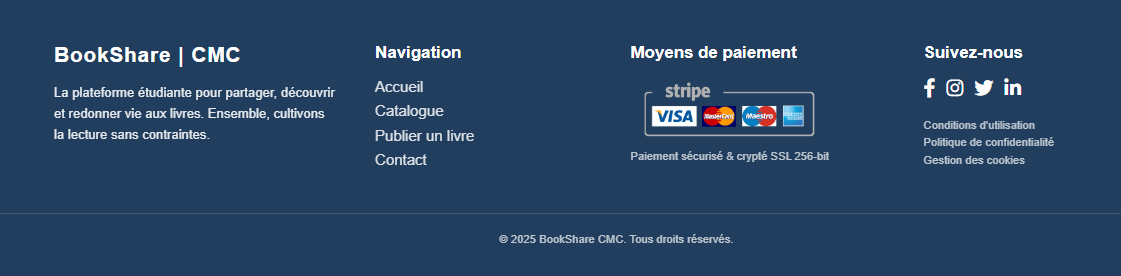 BookShare | CMC
La plateforme étudiante pour partager, découvrir
et redonner vie aux livres. Ensemble, cultivons
la lecture sans contraintes.
Navigation
Accueil
Catalogue
Publier un livre
Contact
Moyens de paiement
stripe
VISA MasterCard Maestro
Paiement sécurisé & crypté SSL 256-bit
Suivez-nous
Conditions d'utilisation
Politique de confidentialité
Gestion des cookies
© 2025 BookShare CMC. Tous droits réservés.